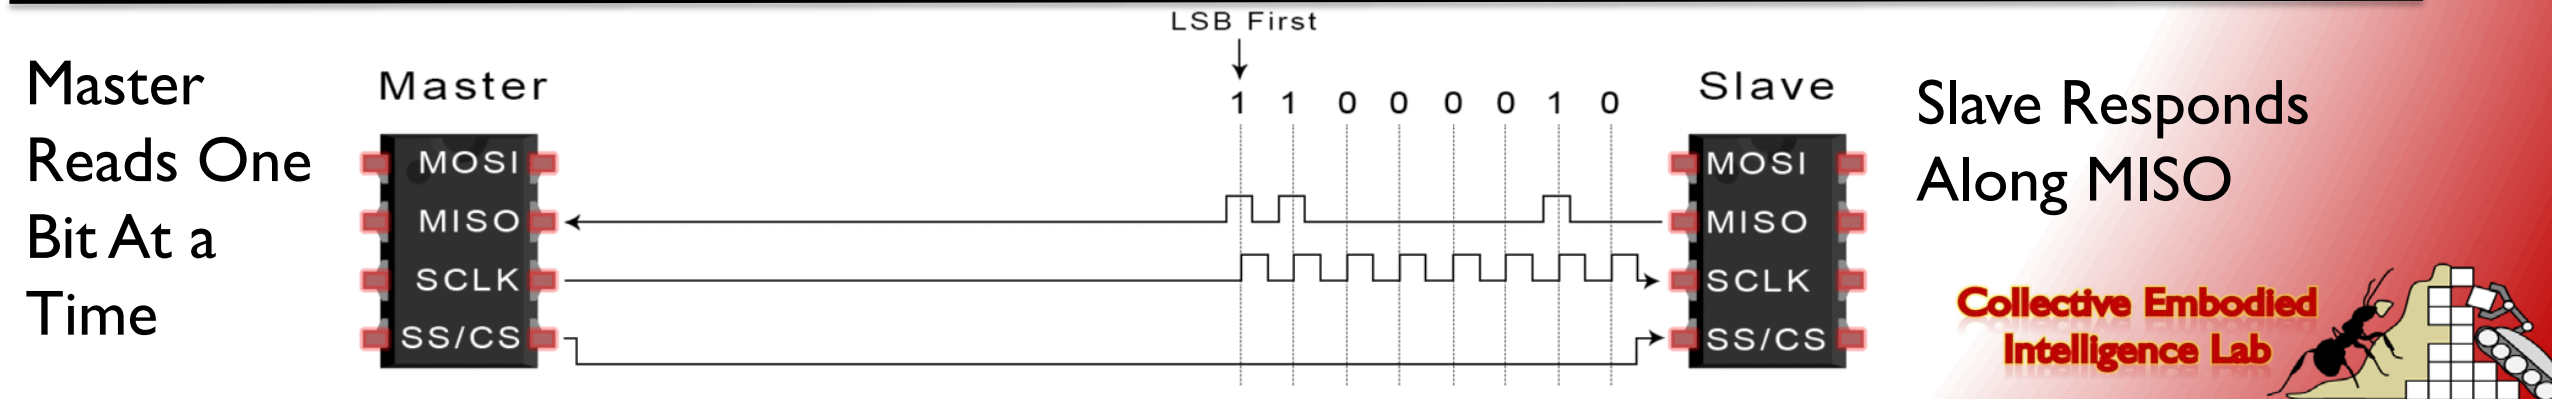 Master
Reads One
Bit At a
Time
LSB First
Master
Slave
1 1 0 0 0 0 1 0
MOSI
MISO
SCLK
SS/CS
MOSI
MISO
SCLK
SS/CS
Slave Responds
Along MISO
Collective Embodied
Intelligence Lab